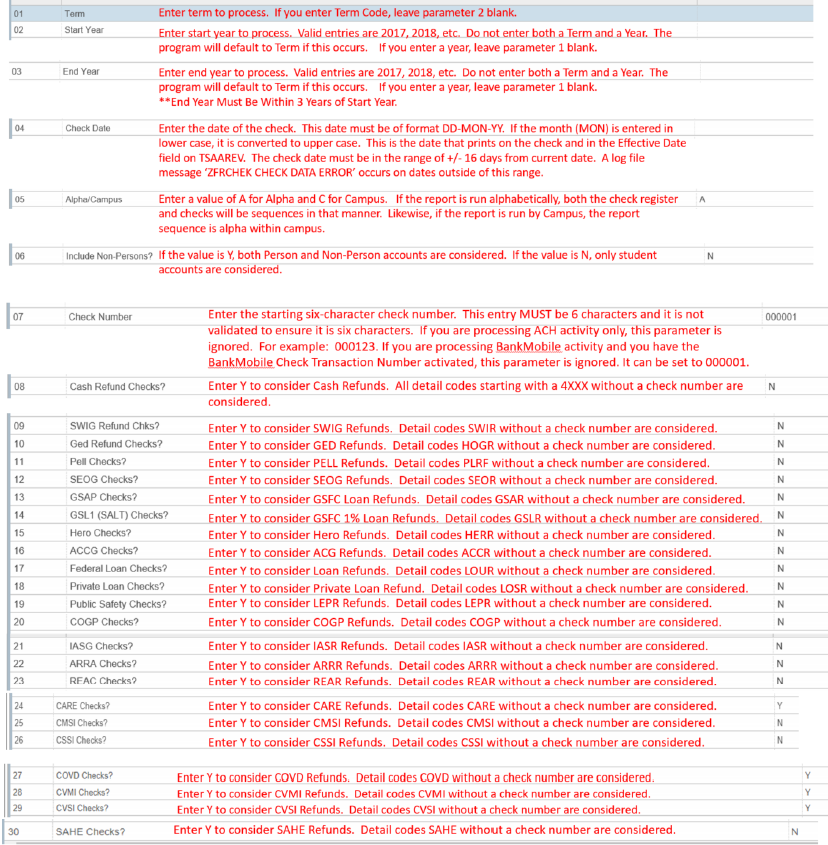 01 Term Enter term to process. If you enter Term Code, leave parameter 2 blank.
02 Start Year Enter start year to process. Valid entries are 2017, 2018, etc. Do not enter both a Term and a Year. The
program will default to Term if this occurs. If you enter a year, leave parameter 1 blank.
03 End Year Enter end year to process. Valid entries are 2017, 2018, etc. Do not enter both a Term and a Year. The
program will default to Term if this occurs. If you enter a year, leave parameter 1 blank.
**End Year Must Be Within 3 Years of Start Year.
04 Check Date Enter the date of the check. This date must be of format DD-MON-YY. If the month (MON) is entered in
lower case, it is converted to upper case. This is the date that prints on the check and in the Effective Date
field on TSAAREV. The check date must be in the range of +/- 16 days from current date. A log file
message 'ZFRCHEK CHECK DATA ERROR' occurs on dates outside of this range.
05 Alpha/Campus Enter a value of A for Alpha and C for Campus. If the report is run alphabetically, both the check register A
and checks will be sequences in that manner. Likewise, if the report is run by Campus, the report
sequence is alpha within campus.
06 Include Non-Persons? If the value is Y, both Person and Non-Person accounts are considered. If the value is N, only student N
accounts are considered.
07 Check Number Enter the starting six-character check number. This entry MUST be 6 characters and it is not 000001
validated to ensure it is six characters. If you are processing ACH activity only, this parameter is
ignored. For example: 000123. If you are processing BankMobile activity and you have the
BankMobile Check Transaction Number activated, this parameter is ignored. It can be set to 000001.
08 Cash Refund Checks? Enter Y to consider Cash Refunds. All detail codes starting with a 4XXX without a check number are N
considered.
09 SWIG Refund Chks? Enter Y to consider SWIG Refunds. Detail codes SWIR without a check number are considered. N
10 Ged Refund Checks? Enter Y to consider GED Refunds. Detail codes HOGR without a check number are considered. N
11 Pell Checks? Enter Y to consider PELL Refunds. Detail codes PLRF without a check number are considered. N
12 SEOG Checks? Enter Y to consider SEOG Refunds. Detail codes SEOR without a check number are considered. N
13 GSAP Checks? Enter Y to consider GSFC Loan Refunds. Detail codes GSAR without a check number are considered. N
14 GSL1 (SALT) Checks? Enter Y to consider GSFC 1% Loan Refunds. Detail codes GSLR without a check number are considered. N
15 Hero Checks? Enter Y to consider Hero Refunds. Detail codes HERR without a check number are considered. N
16 ACCG Checks? Enter Y to consider ACG Refunds. Detail codes ACCR without a check number are considered. N
17 Federal Loan Checks? Enter Y to consider Loan Refunds. Detail codes LOUR without a check number are considered. N
18 Private Loan Checks? Enter Y to consider Private Loan Refund. Detail codes LOSR without a check number are considered. N
19 Public Safety Checks? Enter Y to consider LEPR Refunds. Detail codes LEPR without a check number are considered. N
20 COGP Checks? Enter Y to consider COGP Refunds. Detail codes COGP without a check number are considered. N
21 IASG Checks? Enter Y to consider IASR Refunds. Detail codes IASR without a check number are considered. N
22 ARRA Checks? Enter Y to consider ARRR Refunds. Detail codes ARRR without a check number are considered. N
23 REAC Checks? Enter Y to consider REAR Refunds. Detail codes REAR without a check number are considered. N
24 CARE Checks? Enter Y to consider CARE Refunds. Detail codes CARE without a check number are considered. Y
25 CMSI Checks? Enter Y to consider CMSI Refunds. Detail codes CMSI without a check number are considered. N
26 CSSI Checks? Enter Y to consider CSSI Refunds. Detail codes CSSI without a check number are considered. N
27 COVD Checks? Enter Y to consider COVD Refunds. Detail codes COVD without a check number are considered. Y
28 CVMI Checks? Enter Y to consider CVMI Refunds. Detail codes CVMI without a check number are considered. Y
29 CVSI Checks? Enter Y to consider CVSI Refunds. Detail codes CVSI without a check number are considered. Y
30 SAHE Checks? Enter Y to consider SAHE Refunds. Detail codes SAHE without a check number are considered. N